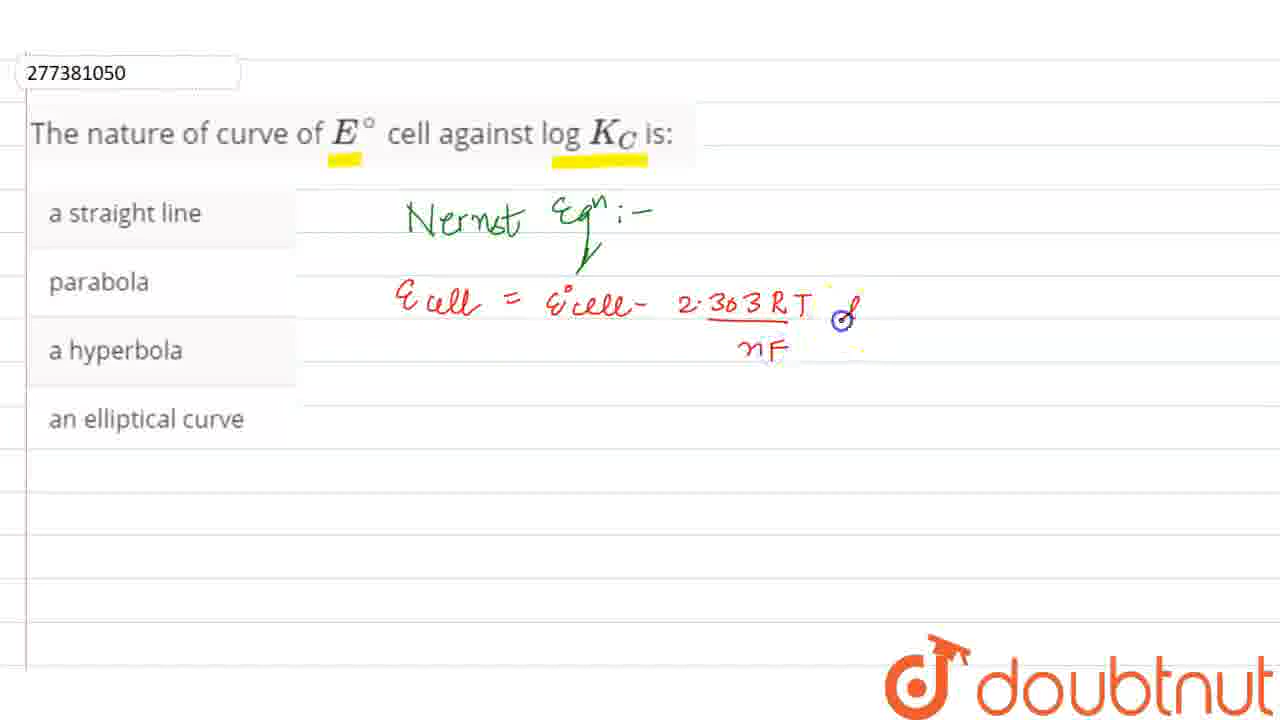 277381050
The nature of curve of E° cell against log K_C is:
a straight line
parabola
a hyperbola
an elliptical curve
Nernst Eqⁿ :-
Ecell = E°cell - 2.303 RT
nF
doubtnut